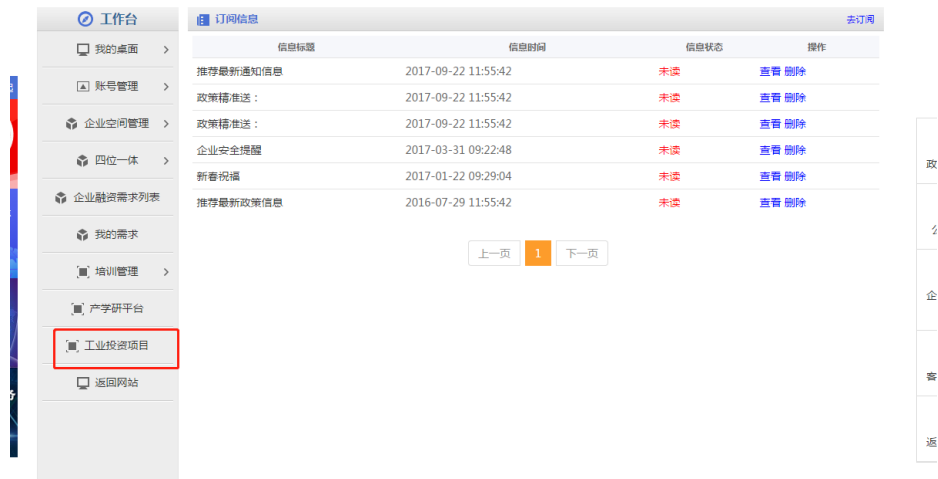 工作台
我的桌面
账号管理
企业空间管理
四位一体
企业融资需求列表
我的需求
培训管理
产学研平台
工业投资项目
返回网站
订阅信息 去订阅
信息标题 信息时间 信息状态 操作
推荐最新通知信息 2017-09-22 11:55:42 未读 查看 删除
政策精准送： 2017-09-22 11:55:42 未读 查看 删除
政策精准送： 2017-09-22 11:55:42 未读 查看 删除
企业安全提醒 2017-03-31 09:22:48 未读 查看 删除
新春祝福 2017-01-22 09:29:04 未读 查看 删除
推荐最新政策信息 2016-07-29 11:55:42 未读 查看 删除
上一页 1 下一页
政
企
客
返